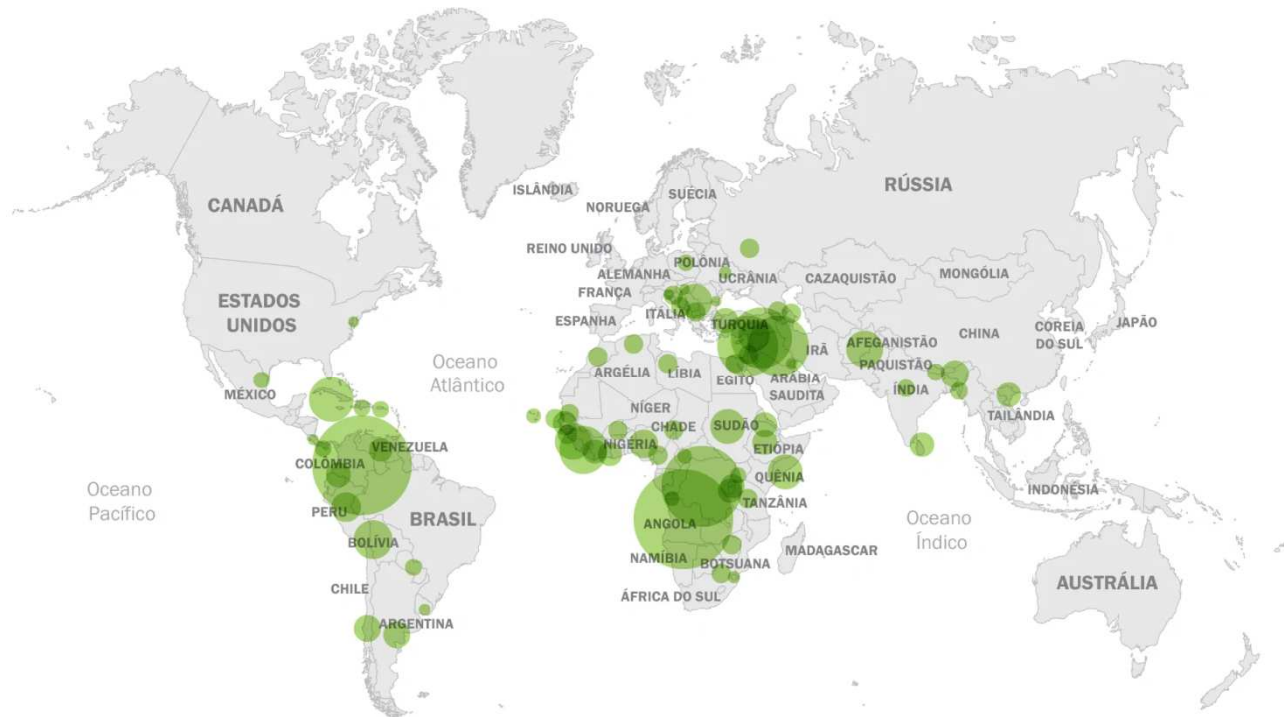 ISLÂNDIA
SUÉCIA
RÚSSIA
CANADÁ
NORUEGA
REINO UNIDO
POLÔNIA
ALEMANHA
UCRÂNIA
CAZAQUISTÃO
MONGÓLIA
FRANÇA
ESTADOS
UNIDOS
ITÁLIA
ESPANHA
TURQUIA
COREIA
DO SUL
JAPÃO
CHINA
IRÃ
AFEGANISTÃO
Oceano
Atlântico
PAQUISTÃO
ARGÉLIA
LÍBIA
EGITO
ARÁBIA
SAUDITA
ÍNDIA
MÉXICO
NÍGER
TAILÂNDIA
CHADE
SUDÃO
VENEZUELA
NIGÉRIA
ETIÓPIA
COLÔMBIA
QUÊNIA
Oceano
Pacífico
INDONÉSIA
TANZÂNIA
PERU
BRASIL
ANGOLA
Oceano
Índico
BOLÍVIA
NAMÍBIA
BOTSUANA
MADAGASCAR
AUSTRÁLIA
CHILE
ÁFRICA DO SUL
ARGENTINA